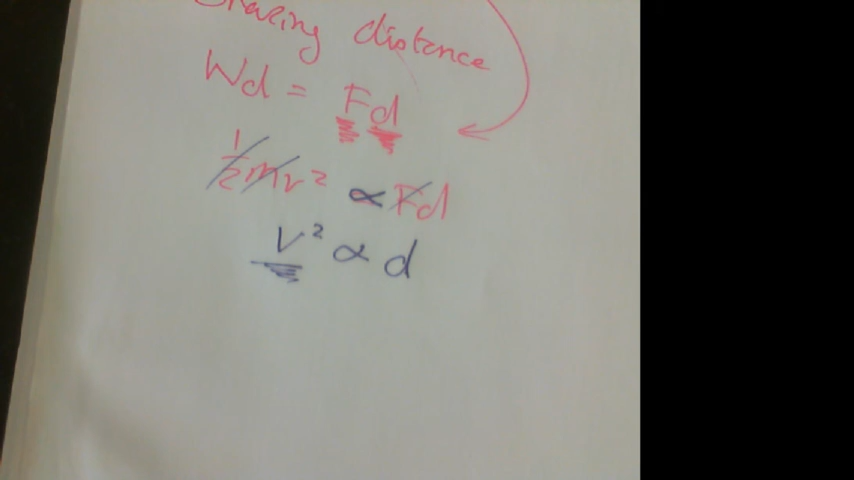 Braking distance
Wd = Fd
½mv² ∝ Fd
v² ∝ d